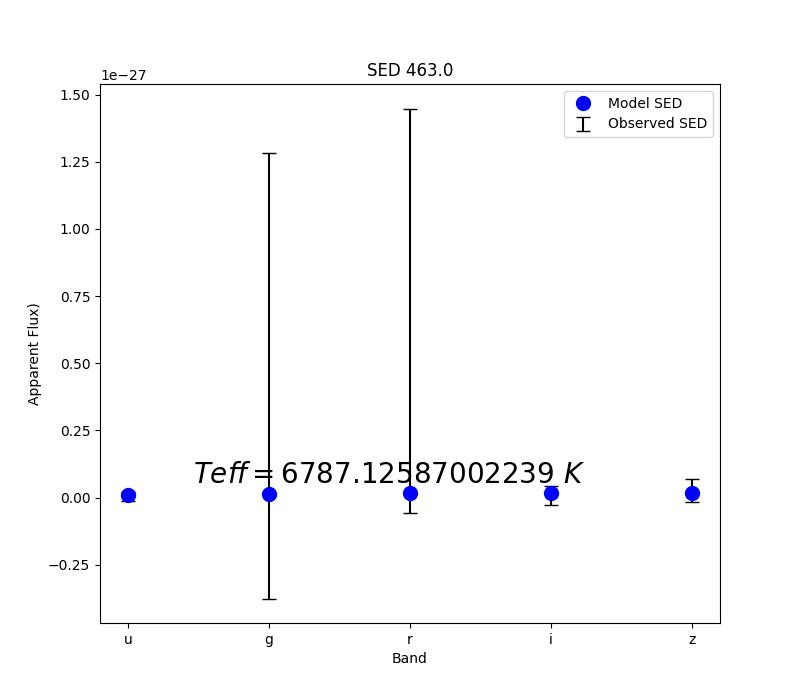 SED 463.0
1e−27
1.50
1.25
1.00
0.75
0.50
0.25
0.00
−0.25
Apparent Flux)
Model SED
Observed SED
Teff = 6787.12587002239 K
u g r i z
Band